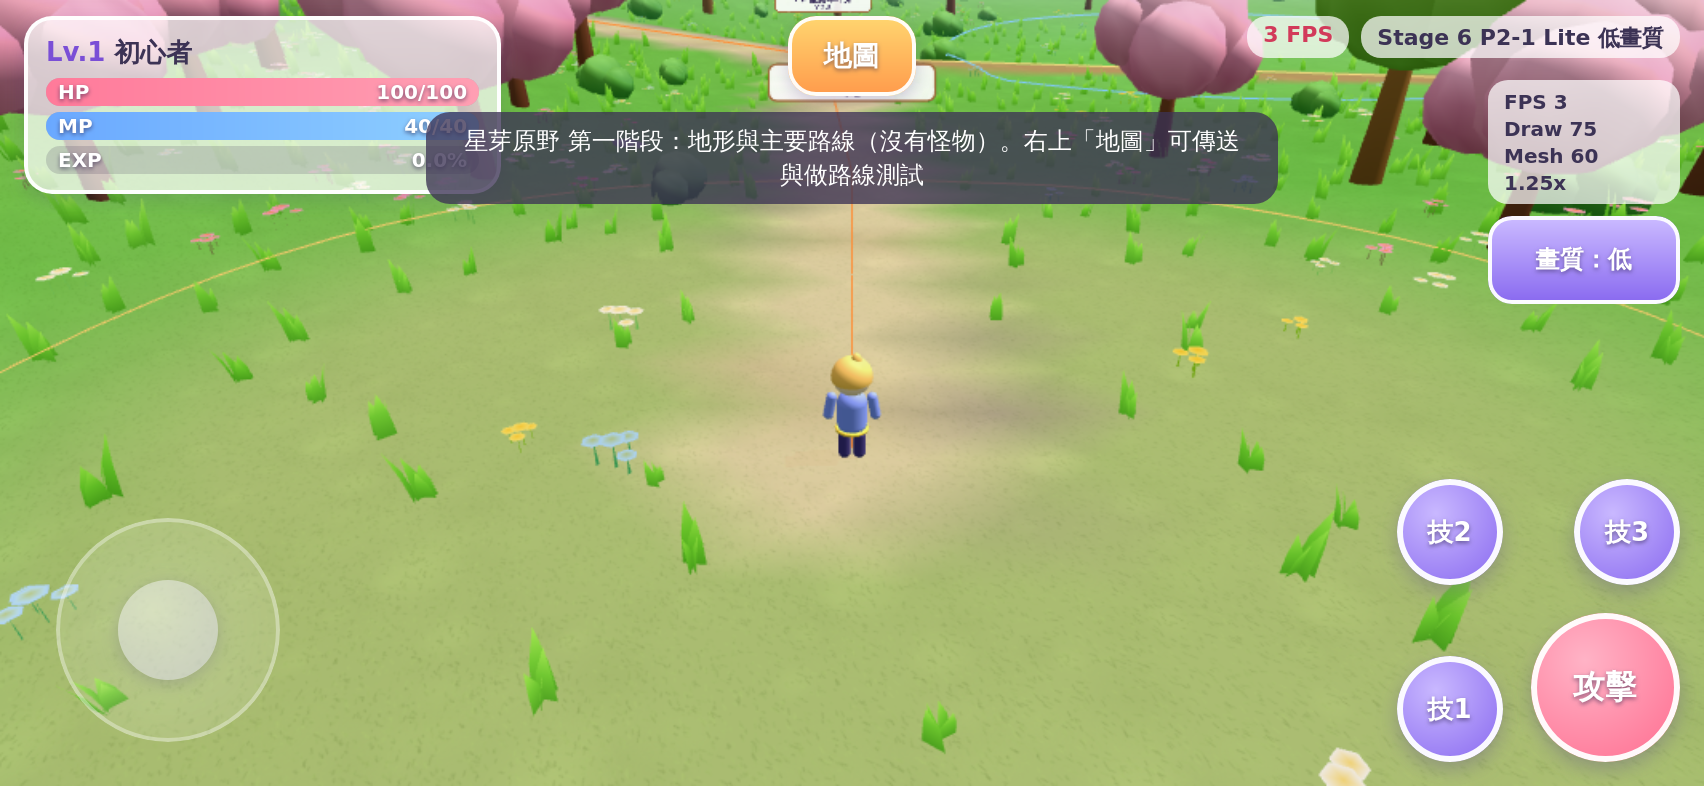 Lv.1 初心者
HP 100/100
MP 40/40
EXP 0.0%
地圖
3 FPS
Stage 6 P2-1 Lite 低畫質
FPS 3
Draw 75
Mesh 60
1.25x
畫質：低
星芽原野 第一階段：地形與主要路線（沒有怪物）。右上「地圖」可傳送
與做路線測試
技2
技3
技1
攻擊